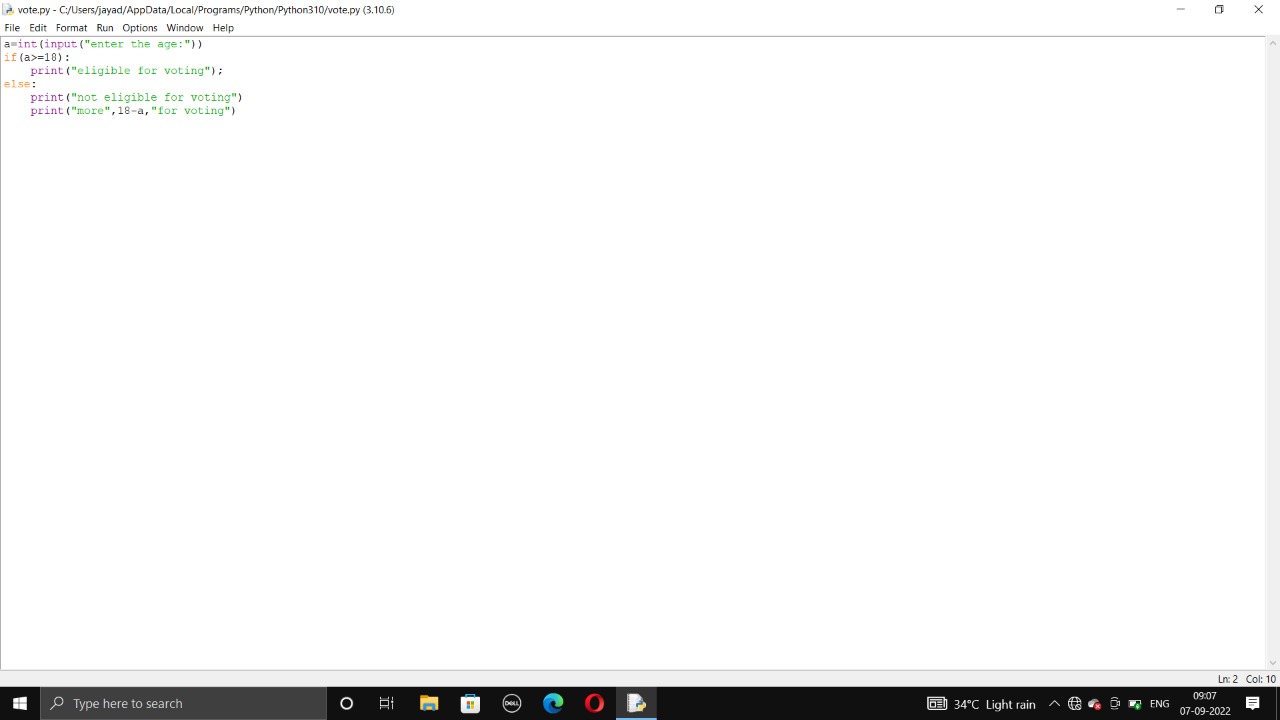 vote.py - C:/Users/jayad/AppData/Local/Programs/Python/Python310/vote.py (3.10.6)
File Edit Format Run Options Window Help
a=int(input("enter the age:"))
if(a>=18):
    print("eligible for voting");
else:
    print("not eligible for voting")
    print("more",18-a,"for voting")
Ln: 2 Col: 10
Type here to search
DELL
34°C Light rain
ENG
09:07
07-09-2022